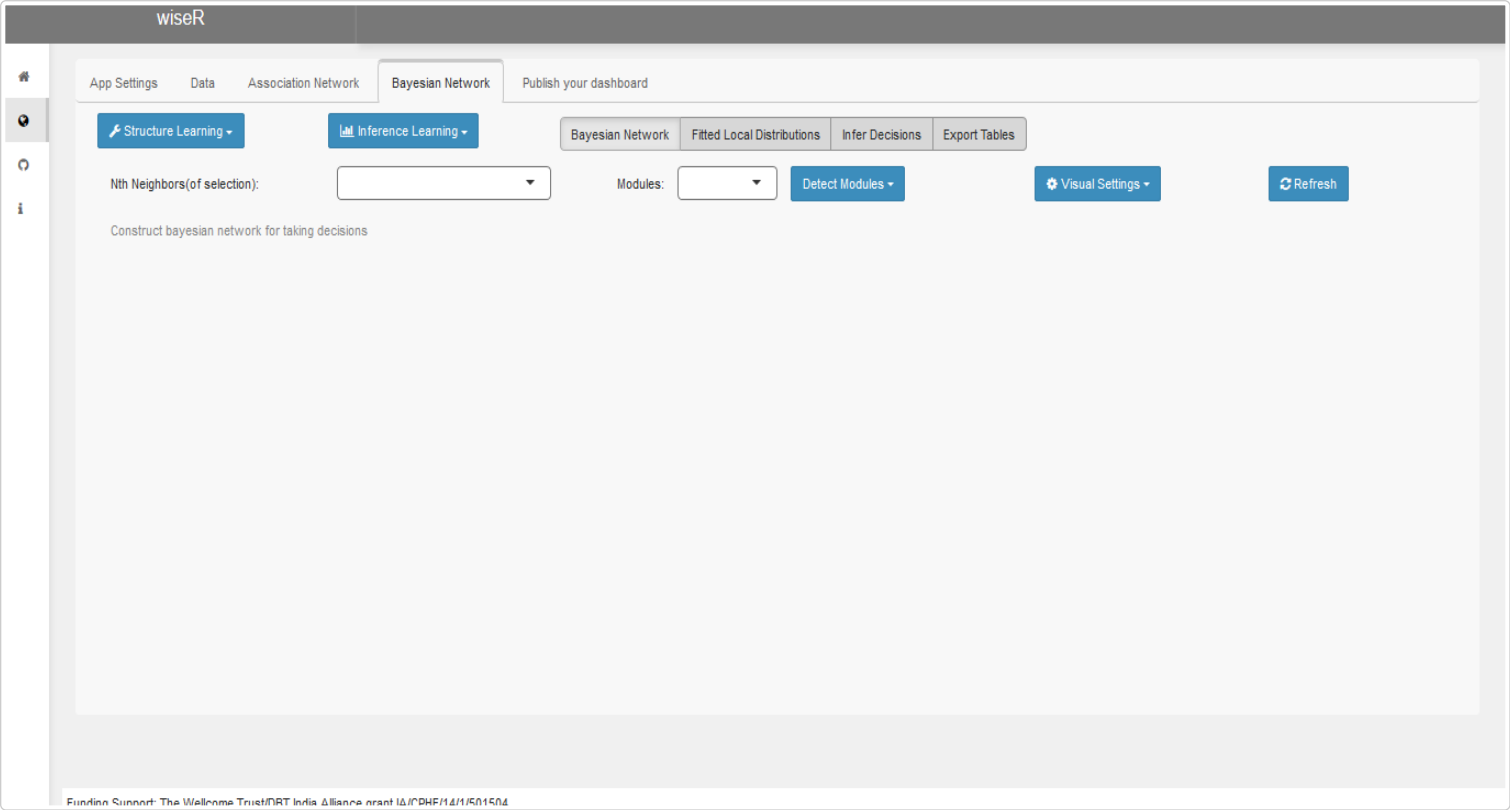 wiseR
App Settings Data Association Network Bayesian Network Publish your dashboard
Structure Learning Inference Learning Bayesian Network Fitted Local Distributions Infer Decisions Export Tables
Nth Neighbors(of selection): Modules: Detect Modules Visual Settings Refresh
Construct bayesian network for taking decisions
Funding Support: The Wellcome Trust/DBT India Alliance grant IA/CPHE/14/1/501504